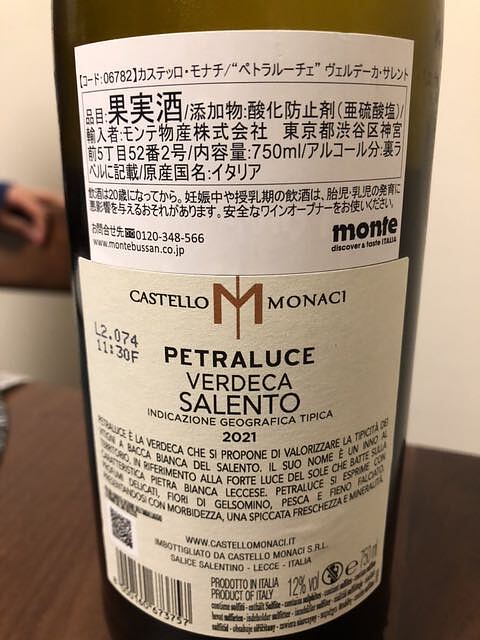 【コード:06782】カステッロ・モナチ/“ペトラルーチェ” ヴェルデーカ・サレント
品目:果実酒/添加物:酸化防止剤(亜硫酸塩)/
輸入者:モンテ物産株式会社 東京都渋谷区神宮
前5丁目52番2号/内容量:750ml/アルコール分:裏ラ
ベルに記載/原産国名:イタリア
飲酒は20歳になってから。妊娠中や授乳期の飲酒は、胎児・乳児の発育に
悪影響を与えるおそれがあります。安全なワインオープナーをお使いください。
お問合せ先 0120-348-566
www.montebussan.co.jp
monte
discover & taste ITALIA
CASTELLO M MONACI
L2.074
11:30F
PETRALUCE
VERDECA
SALENTO
INDICAZIONE GEOGRAFICA TIPICA
2021
PETRALUCE È LA VERDECA CHE SI PROPONE DI VALORIZZARE LA TIPICITÀ DEI
VITIGNI A BACCA BIANCA DEL SALENTO. IL SUO NOME È UN INNO AL
TERRITORIO, IN RIFERIMENTO ALLA FORTE LUCE DEL SOLE CHE BATTE SULLA
CARATTERISTICA PIETRA BIANCA LECCESE. PETRALUCE SI ESPRIME CON
PROFUMI DELICATI, FIORI DI GELSOMINO, PESCA E FIENO FALCIATO,
PRESERVANDO CON MORBIDEZZA, UNA SPICCATA FRESCHEZZA E MINERALITÀ.
WWW.CASTELLOMONACI.IT
IMBOTTIGLIATO DA CASTELLO MONACI S.R.L.
SALICE SALENTINO - LECCE - ITALIA
PRODOTTO IN ITALIA
PRODUCT OF ITALY
12% vol
e 750ml